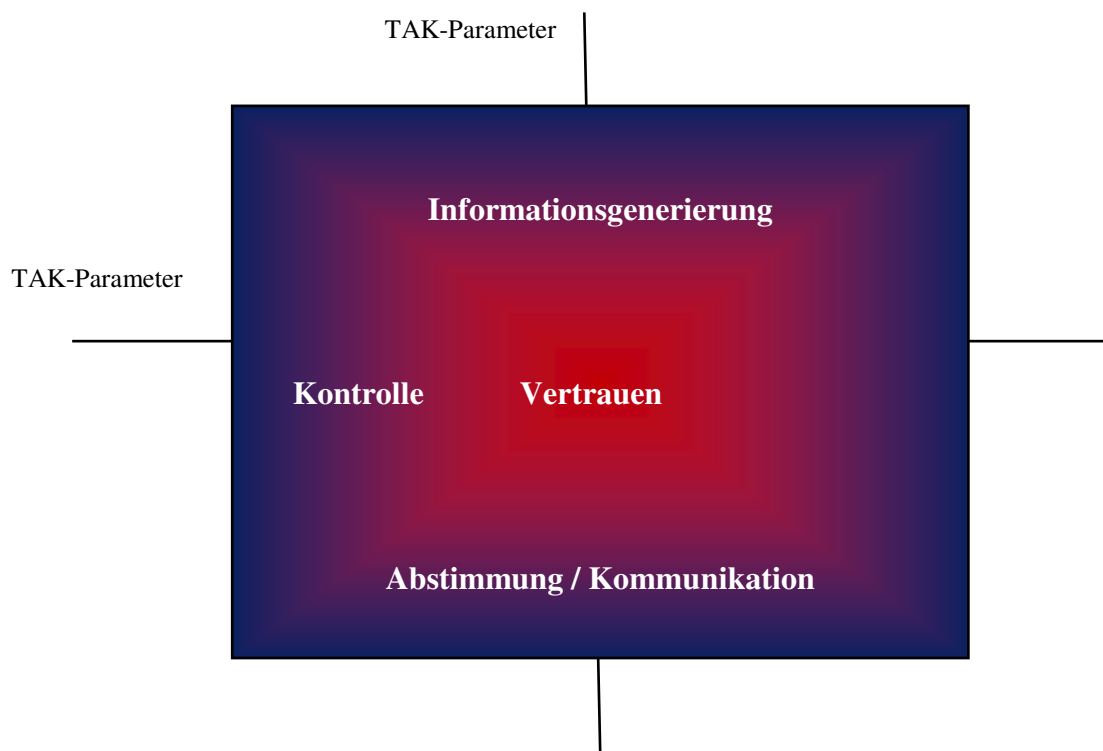 TAK-Parameter
Informationsgenerierung
TAK-Parameter
Kontrolle
Vertrauen
Abstimmung / Kommunikation